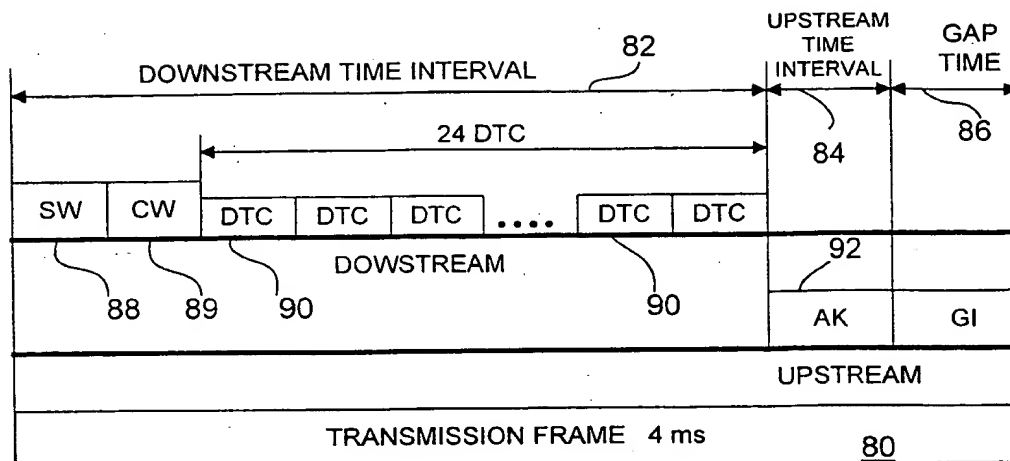 DOWNSTREAM TIME INTERVAL
82
UPSTREAM
TIME
INTERVAL
GAP
TIME
24 DTC
84
86
SW CW DTC DTC DTC .... DTC DTC
DOWSTREAM
88 89 90 90 92
AK GI
UPSTREAM
TRANSMISSION FRAME 4 ms
80